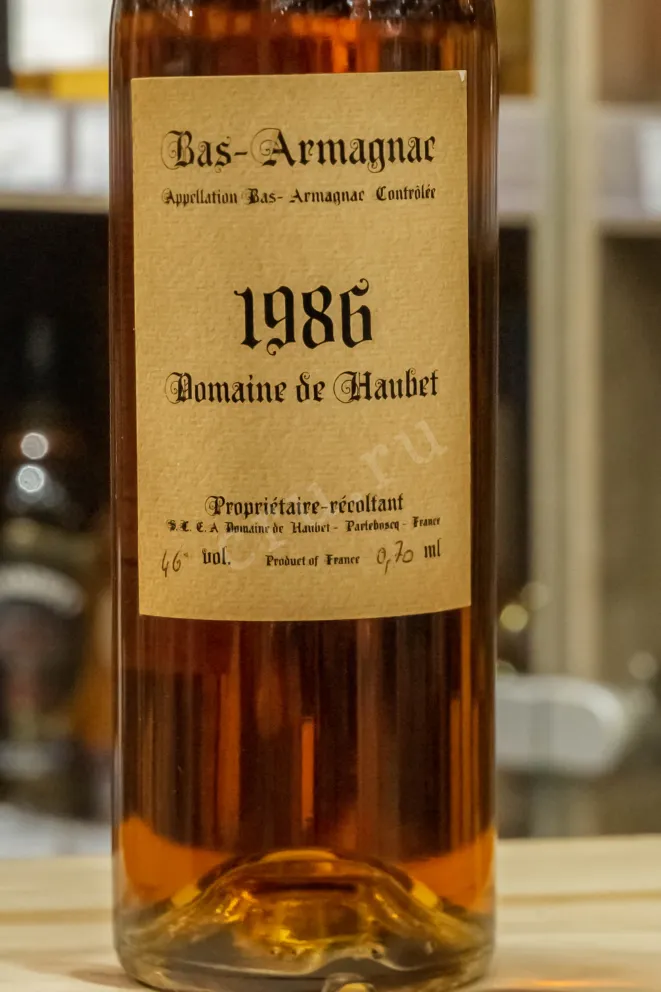 Bas-Armagnac
Appellation Bas-Armagnac Contrôlée
1986
Domaine de Haubet
Propriétaire-récoltant
S.C.E.A Domaine de Haubet - Parleboscq - France
46° vol. Product of France 0,70 ml